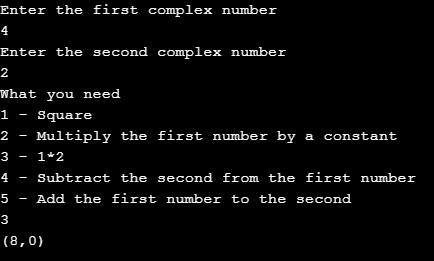 Enter the first complex number
4
Enter the second complex number
2
What you need
1 - Square
2 - Multiply the first number by a constant
3 - 1*2
4 - Subtract the second from the first number
5 - Add the first number to the second
3
(8,0)